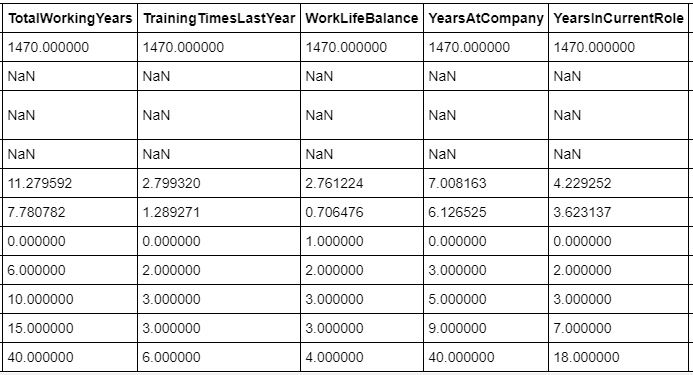 TotalWorkingYears TrainingTimesLastYear WorkLifeBalance YearsAtCompany YearsInCurrentRole
1470.000000 1470.000000 1470.000000 1470.000000 1470.000000
NaN NaN NaN NaN NaN
NaN NaN NaN NaN NaN
NaN NaN NaN NaN NaN
11.279592 2.799320 2.761224 7.008163 4.229252
7.780782 1.289271 0.706476 6.126525 3.623137
0.000000 0.000000 1.000000 0.000000 0.000000
6.000000 2.000000 2.000000 3.000000 2.000000
10.000000 3.000000 3.000000 5.000000 3.000000
15.000000 3.000000 3.000000 9.000000 7.000000
40.000000 6.000000 4.000000 40.000000 18.000000